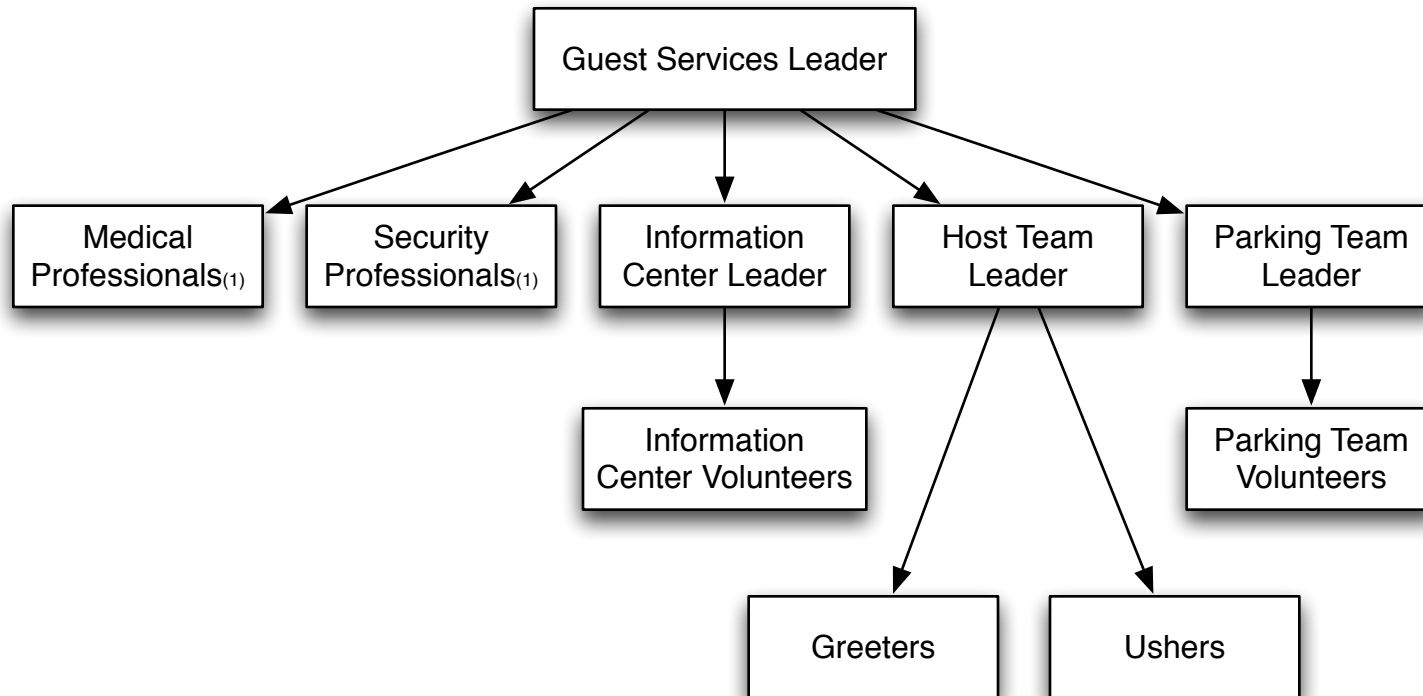 Guest Services Leader
Medical
Professionals(1)
Security
Professionals(1)
Information
Center Leader
Host Team
Leader
Parking Team
Leader
Information
Center Volunteers
Parking Team
Volunteers
Greeters
Ushers